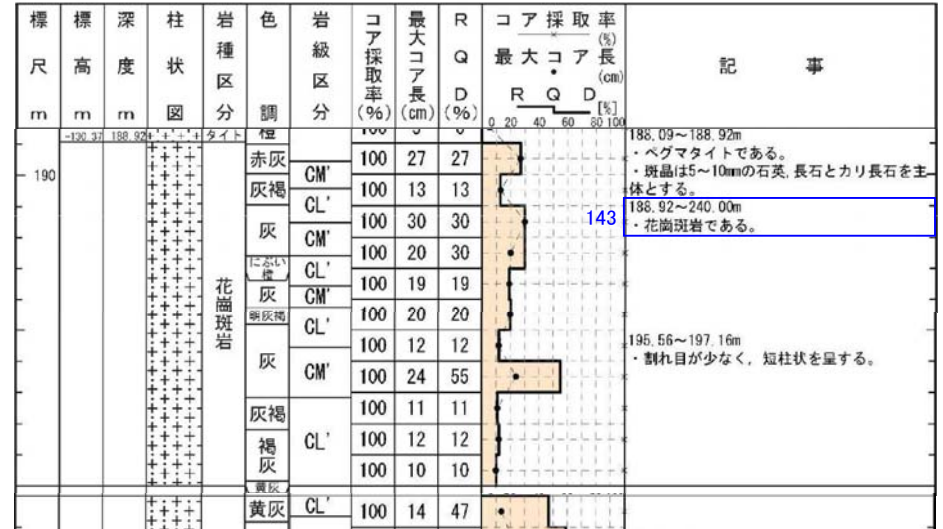 標尺 m
標高 m
深度 m
柱状図
岩種区分
色調
岩級区分
コア採取率(%)
最大コア長(cm)
RQD(%)
コア採取率(%)
最大コア長(cm)
RQD[%]
0 20 40 60 80 100
記事
-130.37 188.92 タイト 橙
188.09~188.92m
・ペグマタイトである。
・斑晶は5~10mmの石英,長石とカリ長石を主
体とする。
190
143
188.92~240.00m
・花崗斑岩である。
195.56~197.16m
・割れ目が少なく,短柱状を呈する。
花崗斑岩
赤灰
灰褐
灰
にぶい橙
灰
明灰褐
灰
灰褐
褐灰
黄灰
黄灰
CM'
CL'
CM'
CL'
CM'
CL'
CM'
CL'
CL'
100 27 27
100 13 13
100 30 30
100 20 30
100 19 19
100 20 20
100 12 12
100 24 55
100 11 11
100 12 12
100 10 10
100 14 47